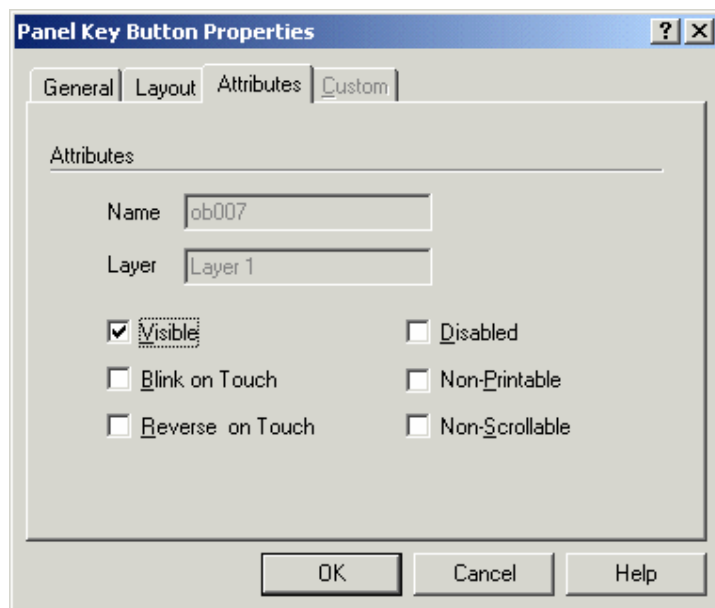 Panel Key Button Properties
General Layout Attributes Custom
Attributes
Name ob007
Layer Layer 1
Visible Disabled
Blink on Touch Non-Printable
Reverse on Touch Non-Scrollable
OK Cancel Help